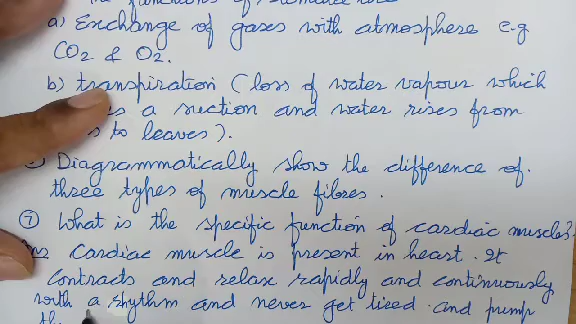 the functions of
a) Exchange of gases with atmosphere e.g
CO2 & O2.
b) transpiration (loss of water vapour which
a suction and water rises from
to leaves).
Diagrammatically show the difference of
three types of muscle fibres.
⑦ What is the specific function of cardiac muscle?
Cardiac muscle is present in heart. It
contracts and relax rapidly and continuously
with a rhythm and never get tired. and pump